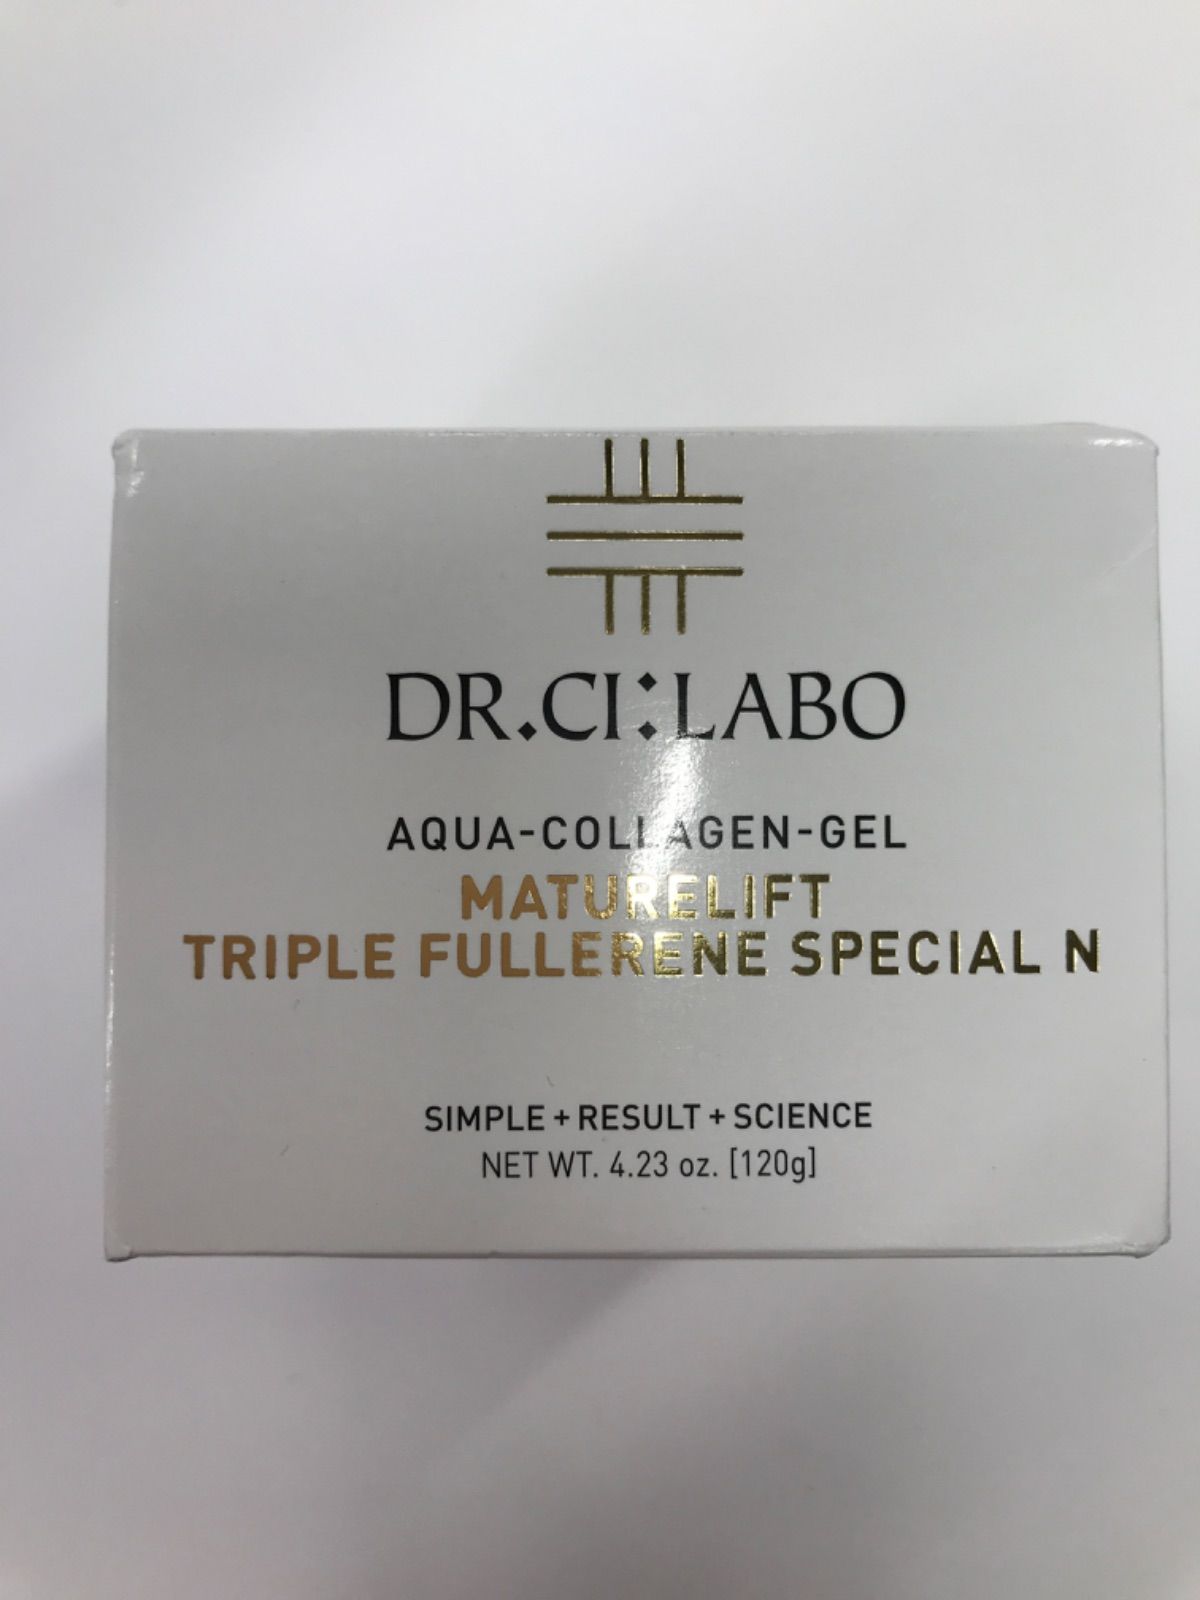 DR.CI:LABO
AQUA-COLLAGEN-GEL
MATURELIFT
TRIPLE FULLERENE SPECIAL N
SIMPLE + RESULT + SCIENCE
NET WT. 4.23 oz. [120g]